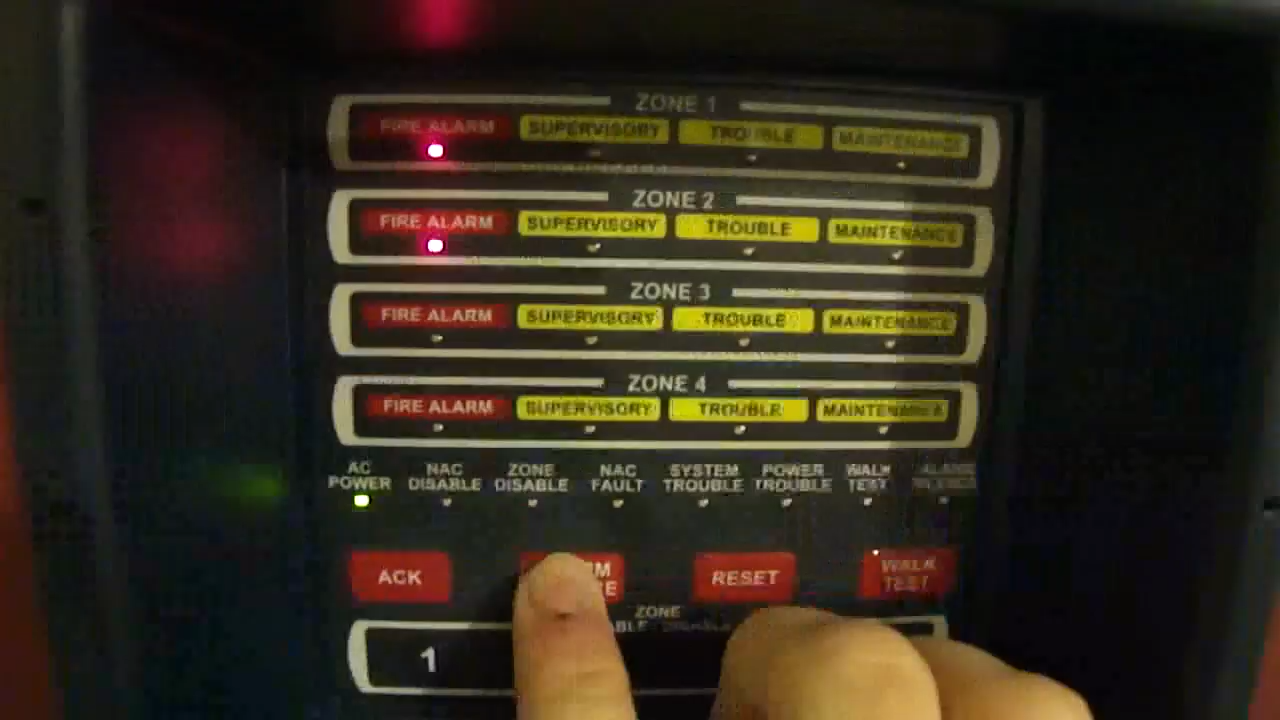 ZONE 1
FIRE ALARM SUPERVISORY TROUBLE MAINTENANCE
ZONE 2
FIRE ALARM SUPERVISORY TROUBLE MAINTENANCE
ZONE 3
FIRE ALARM SUPERVISORY TROUBLE MAINTENANCE
ZONE 4
FIRE ALARM SUPERVISORY TROUBLE MAINTENANCE
AC NAC ZONE NAC SYSTEM POWER WALK ALARM
POWER DISABLE DISABLE FAULT TROUBLE TROUBLE TEST
ACK RESET WALK
TEST
ZONE
1